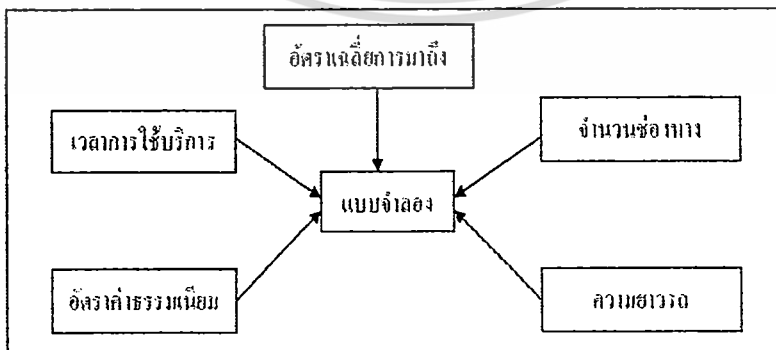 อัตราเฉลี่ยการมาถึง
เวลาการใช้บริการ
จำนวนช่องทาง
แบบจำลอง
อัตราค่าธรรมเนียม
ความยาวรถ